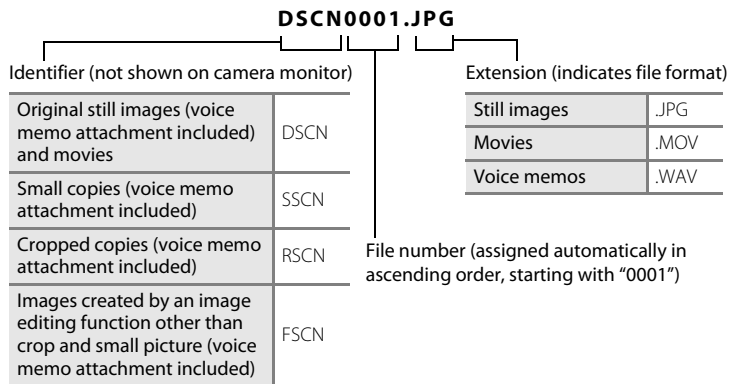 DSCN0001.JPG
Identifier (not shown on camera monitor)
Original still images (voice
memo attachment included)
and movies
DSCN
Small copies (voice memo
attachment included)
SSCN
Cropped copies (voice memo
attachment included)
RSCN
Images created by an image
editing function other than
crop and small picture (voice
memo attachment included)
FSCN
Extension (indicates file format)
Still images .JPG
Movies .MOV
Voice memos .WAV
File number (assigned automatically in
ascending order, starting with “0001”)